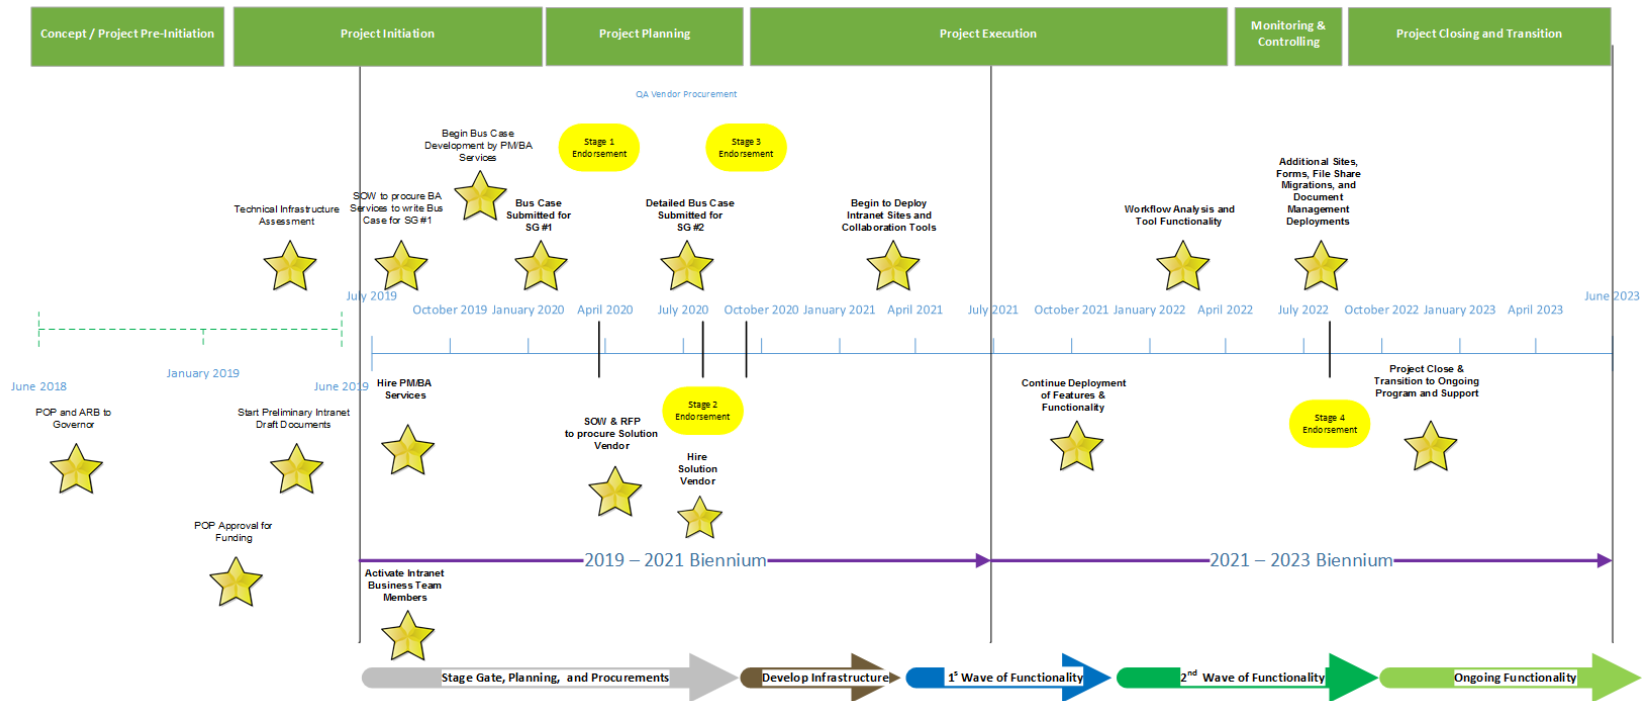 Concept / Project Pre-Initiation
Project Initiation
Project Planning
Project Execution
Monitoring &
Controlling
Project Closing and Transition
QA Vendor Procurement
Begin Bus Case
Development by PM/BA
Services
Stage 1
Endorsement
Stage 3
Endorsement
Technical Infrastructure
Assessment
SOW to procure BA
Services to write Bus
Case for SG #1
Bus Case
Submitted for
SG #1
Detailed Bus Case
Submitted for
SG #2
Begin to Deploy
Intranet Sites and
Collaboration Tools
Workflow Analysis and
Tool Functionality
Additional Sites,
Forms, File Share
Migrations, and
Document
Management
Deployments
July 2019
October 2019
January 2020
April 2020
July 2020
October 2020
January 2021
April 2021
July 2021
October 2021
January 2022
April 2022
July 2022
October 2022
January 2023
April 2023
June 2023
June 2018
January 2019
June 2019
POP and ARB to
Governor
Start Preliminary Intranet
Draft Documents
POP Approval for
Funding
Hire PM/BA
Services
SOW & RFP
to procure Solution
Vendor
Stage 2
Endorsement
Hire
Solution
Vendor
Continue Deployment
of Features &
Functionality
Stage 4
Endorsement
Project Close &
Transition to Ongoing
Program and Support
2019 – 2021 Biennium
2021 – 2023 Biennium
Activate Intranet
Business Team
Members
Stage Gate, Planning,  and Procurements
Develop Infrastructure
1s Wave of Functionality
2nd Wave of Functionality
Ongoing Functionality